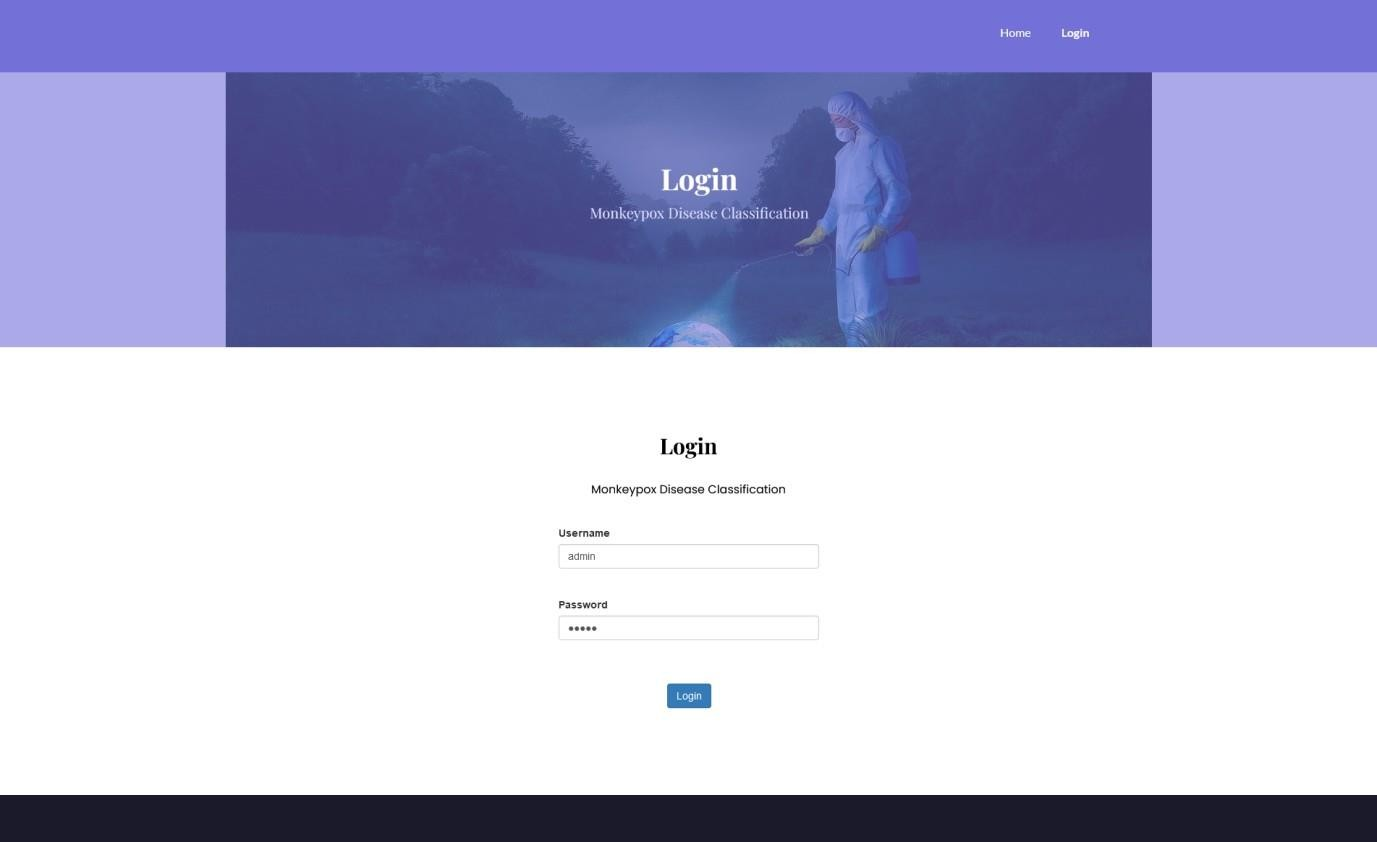 Home Login
Login
Monkeypox Disease Classification
Login
Monkeypox Disease Classification
Username
admin
Password
•••••
Login